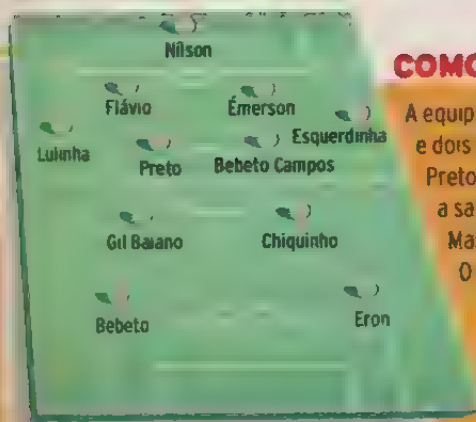 Nílson
Flávio
Émerson
Lulinha
Preto
Bebeto Campos
Esquerdinha
Gil Baiano
Chiquinho
Bebeto
Eron
COMO
A equip
e dois
Preto
a sa
Ma
O